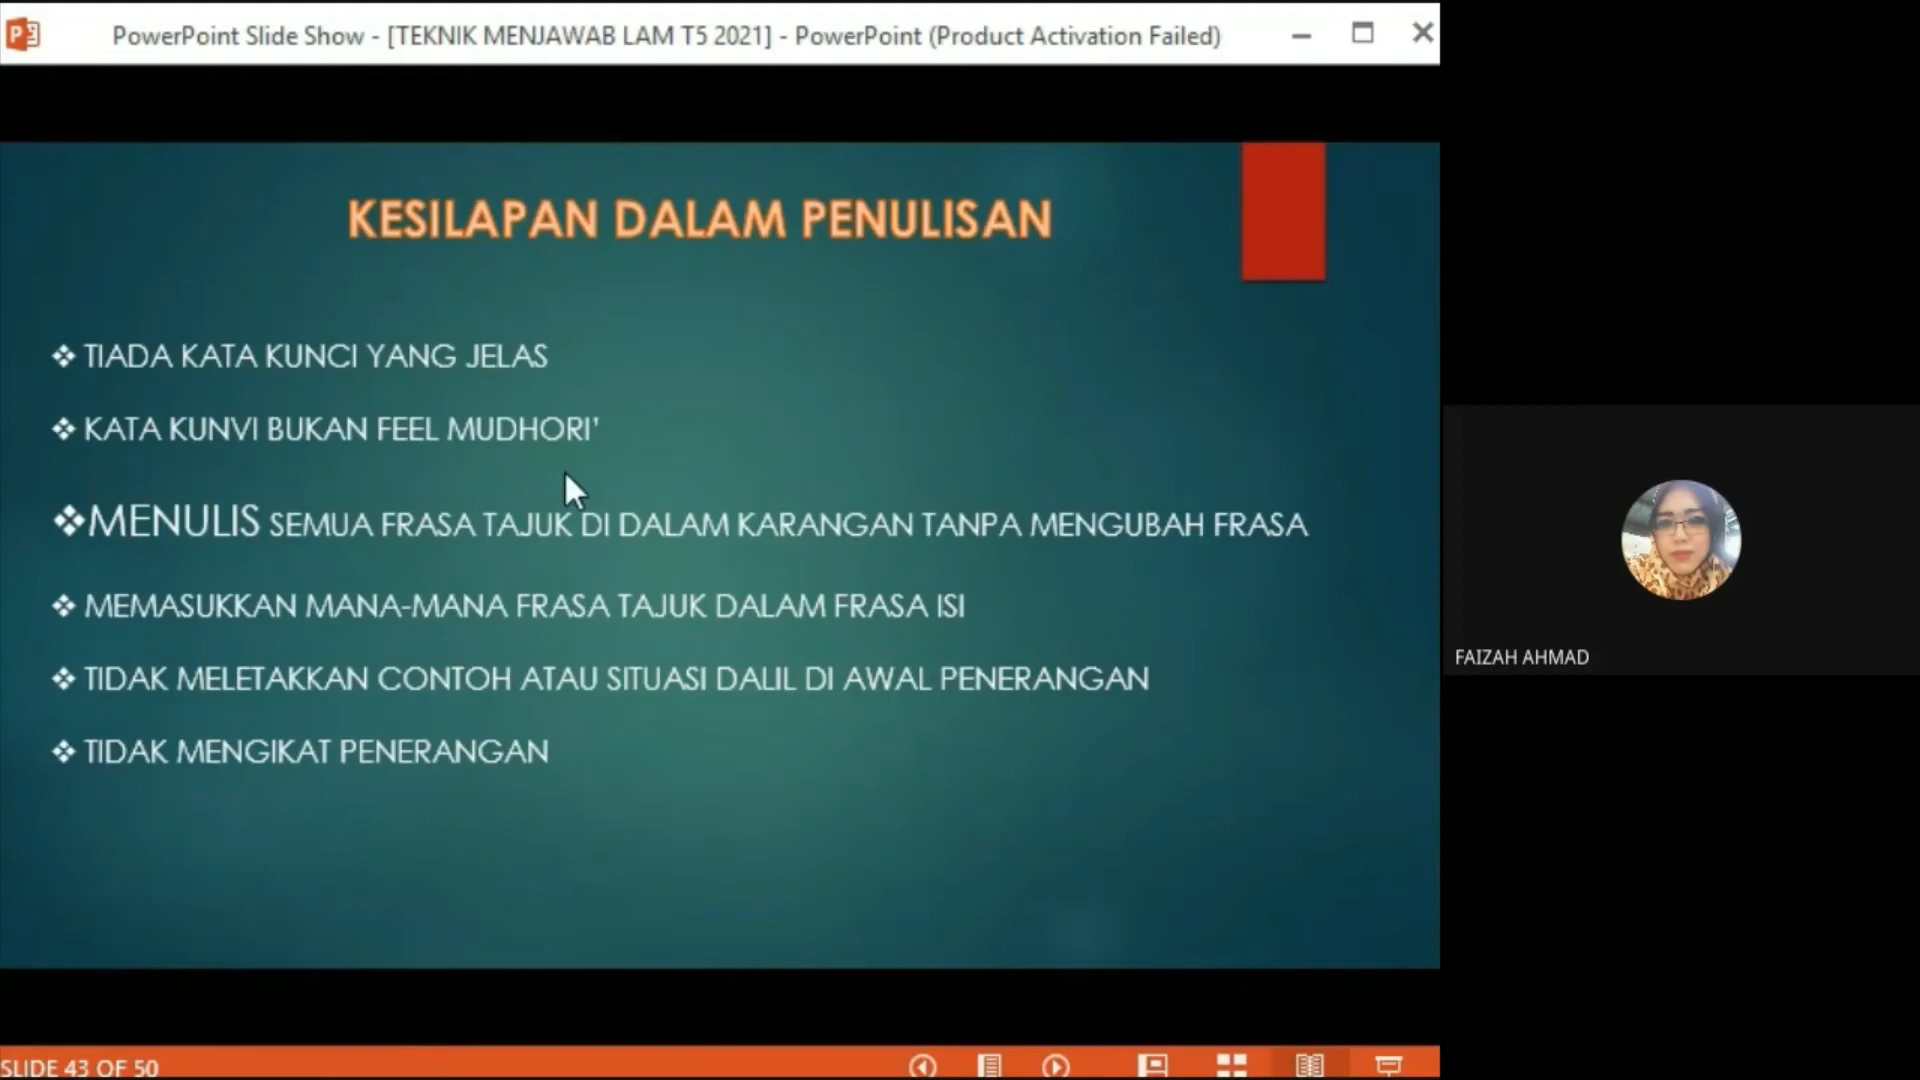 PowerPoint Slide Show - [TEKNIK MENJAWAB LAM T5 2021] - PowerPoint (Product Activation Failed)
KESILAPAN DALAM PENULISAN
❖ TIADA KATA KUNCI YANG JELAS
❖ KATA KUNVI BUKAN FEEL MUDHORI’
❖MENULIS SEMUA FRASA TAJUK DI DALAM KARANGAN TANPA MENGUBAH FRASA
❖ MEMASUKKAN MANA-MANA FRASA TAJUK DALAM FRASA ISI
❖ TIDAK MELETAKKAN CONTOH ATAU SITUASI DALIL DI AWAL PENERANGAN
❖ TIDAK MENGIKAT PENERANGAN
FAIZAH AHMAD
SLIDE 43 OF 50